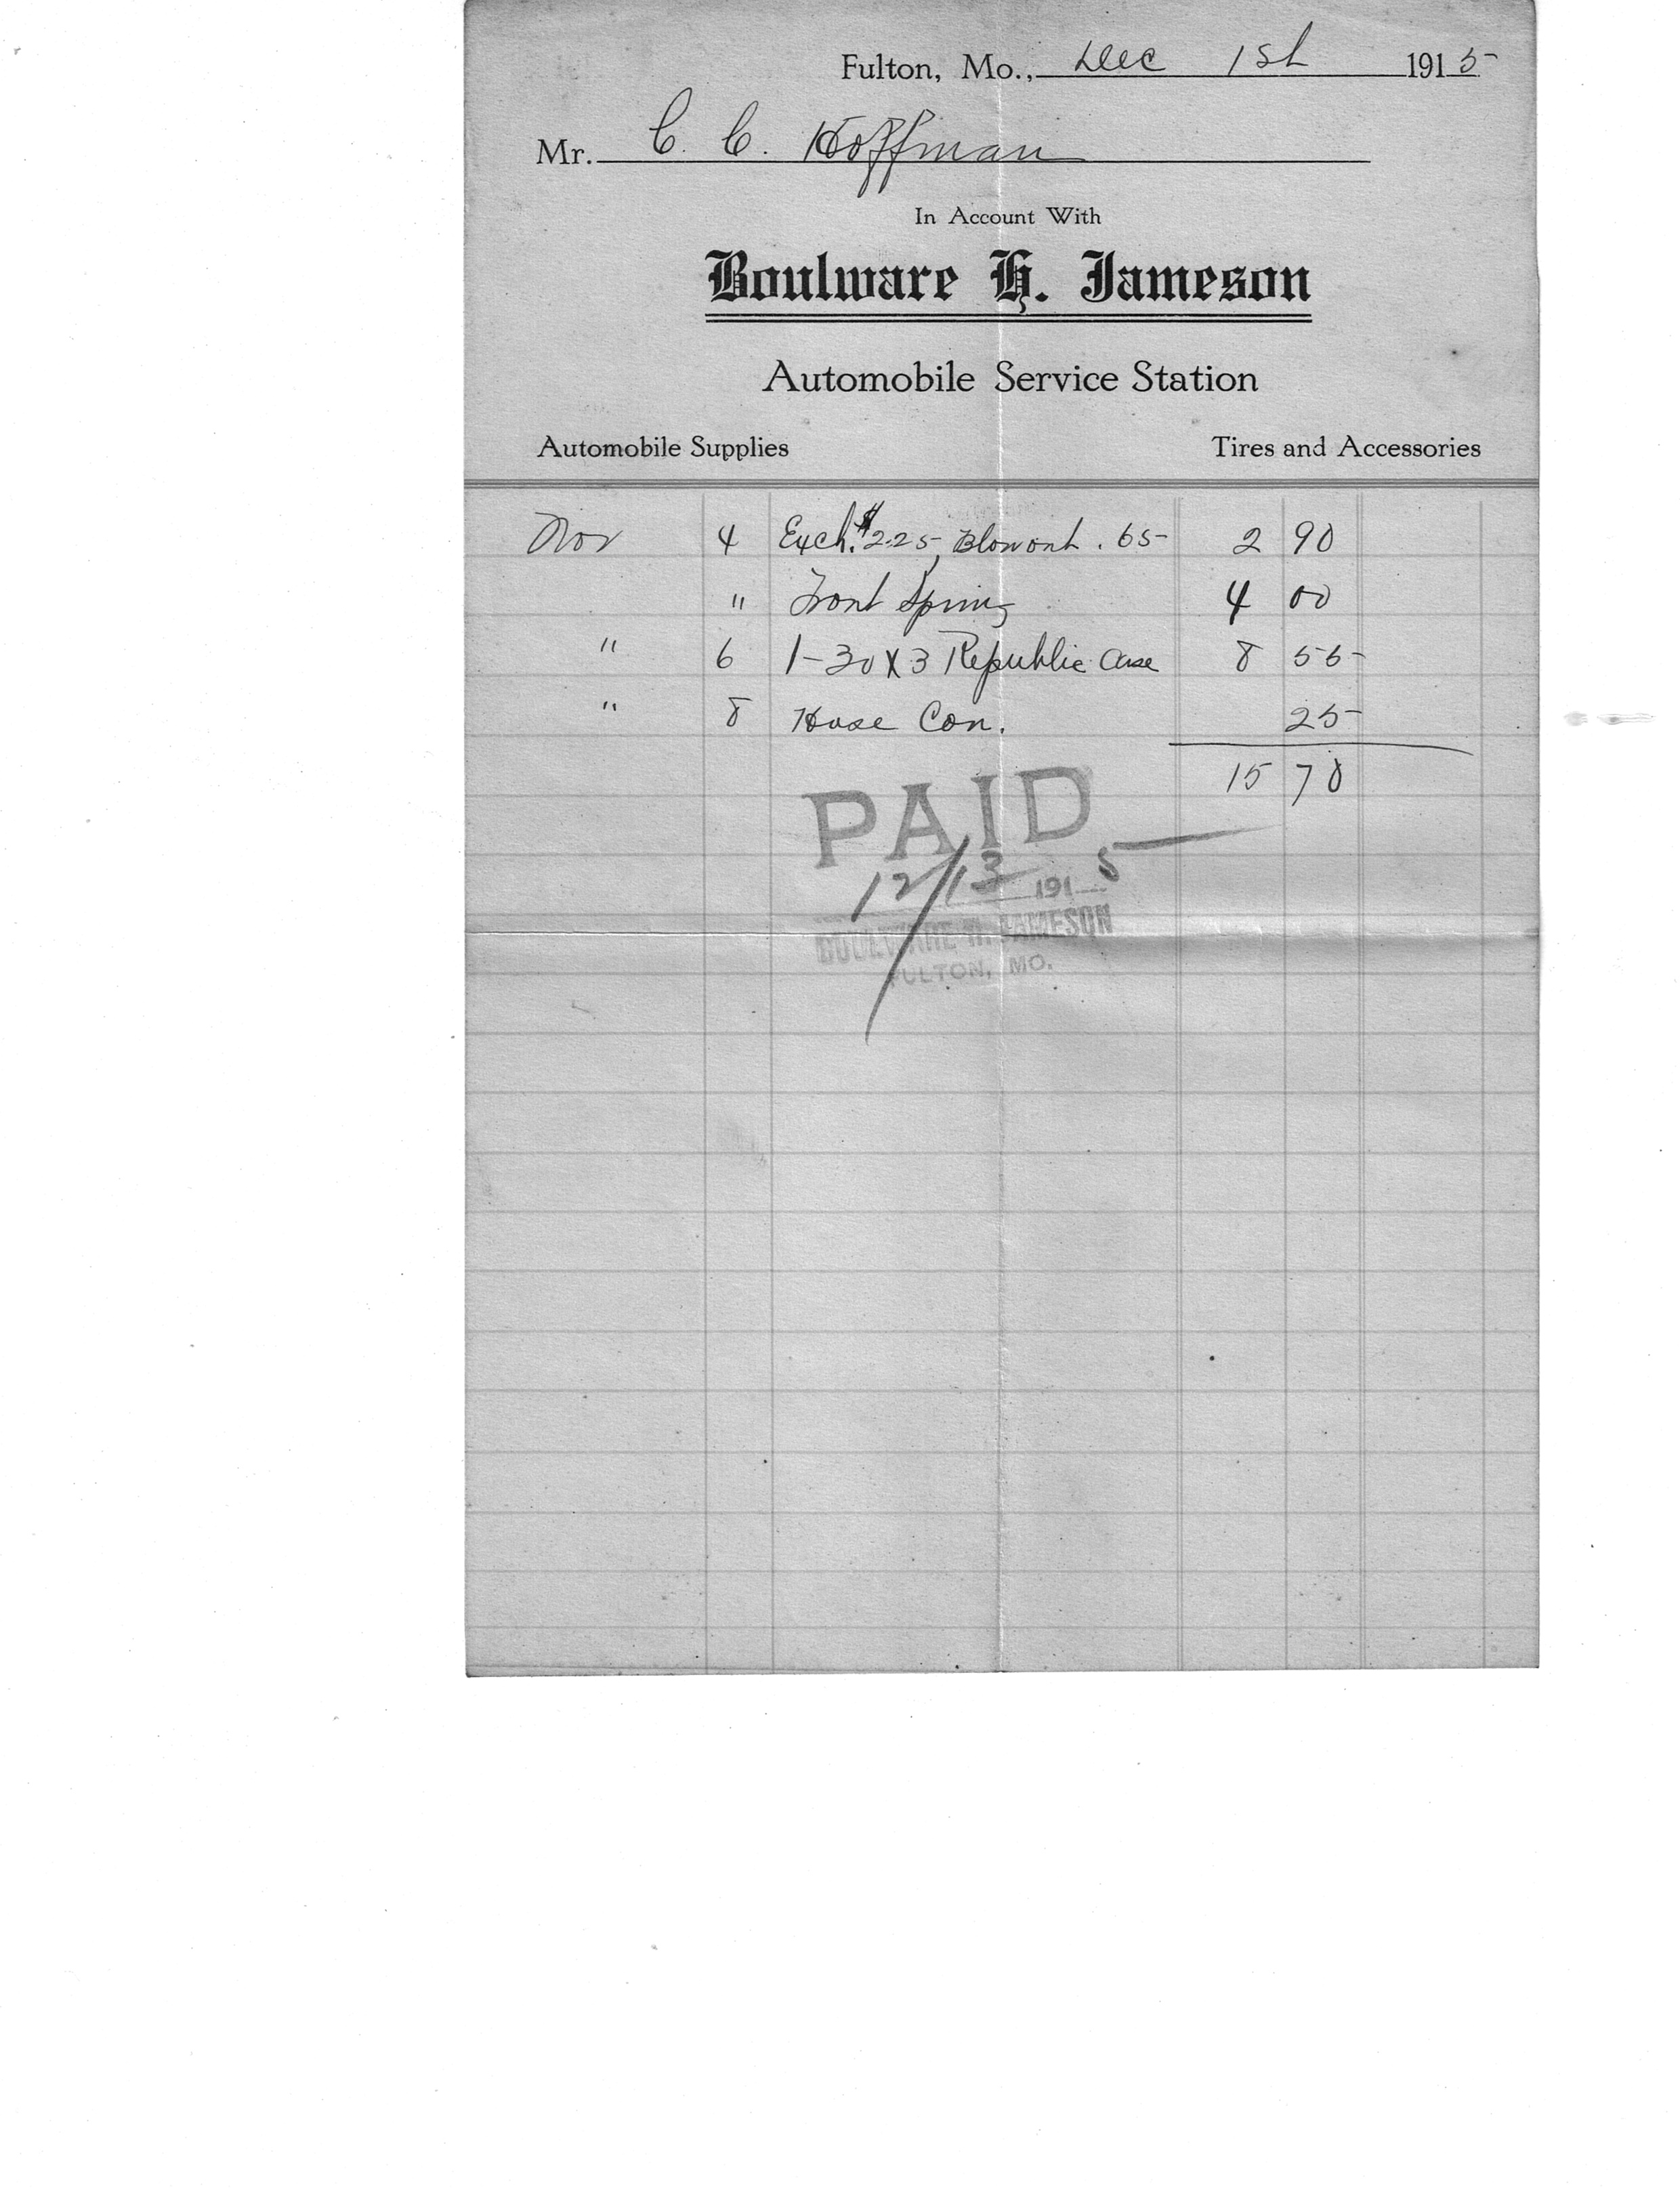 Fulton, Mo., Dec 1st 1915
Mr. C. C. Hoffman
In Account With
Boulware H. Jameson
Automobile Service Station
Automobile Supplies Tires and Accessories
Nov 4 Exch. $2.25, Blowout .65 2 90
" Front Spring 4 00
" 6 1-30X3 Republic Case 8 55
" 8 Hose Con. 25
15 70
PAID
12/13 1915
BOULWARE H. JAMESON
FULTON, MO.